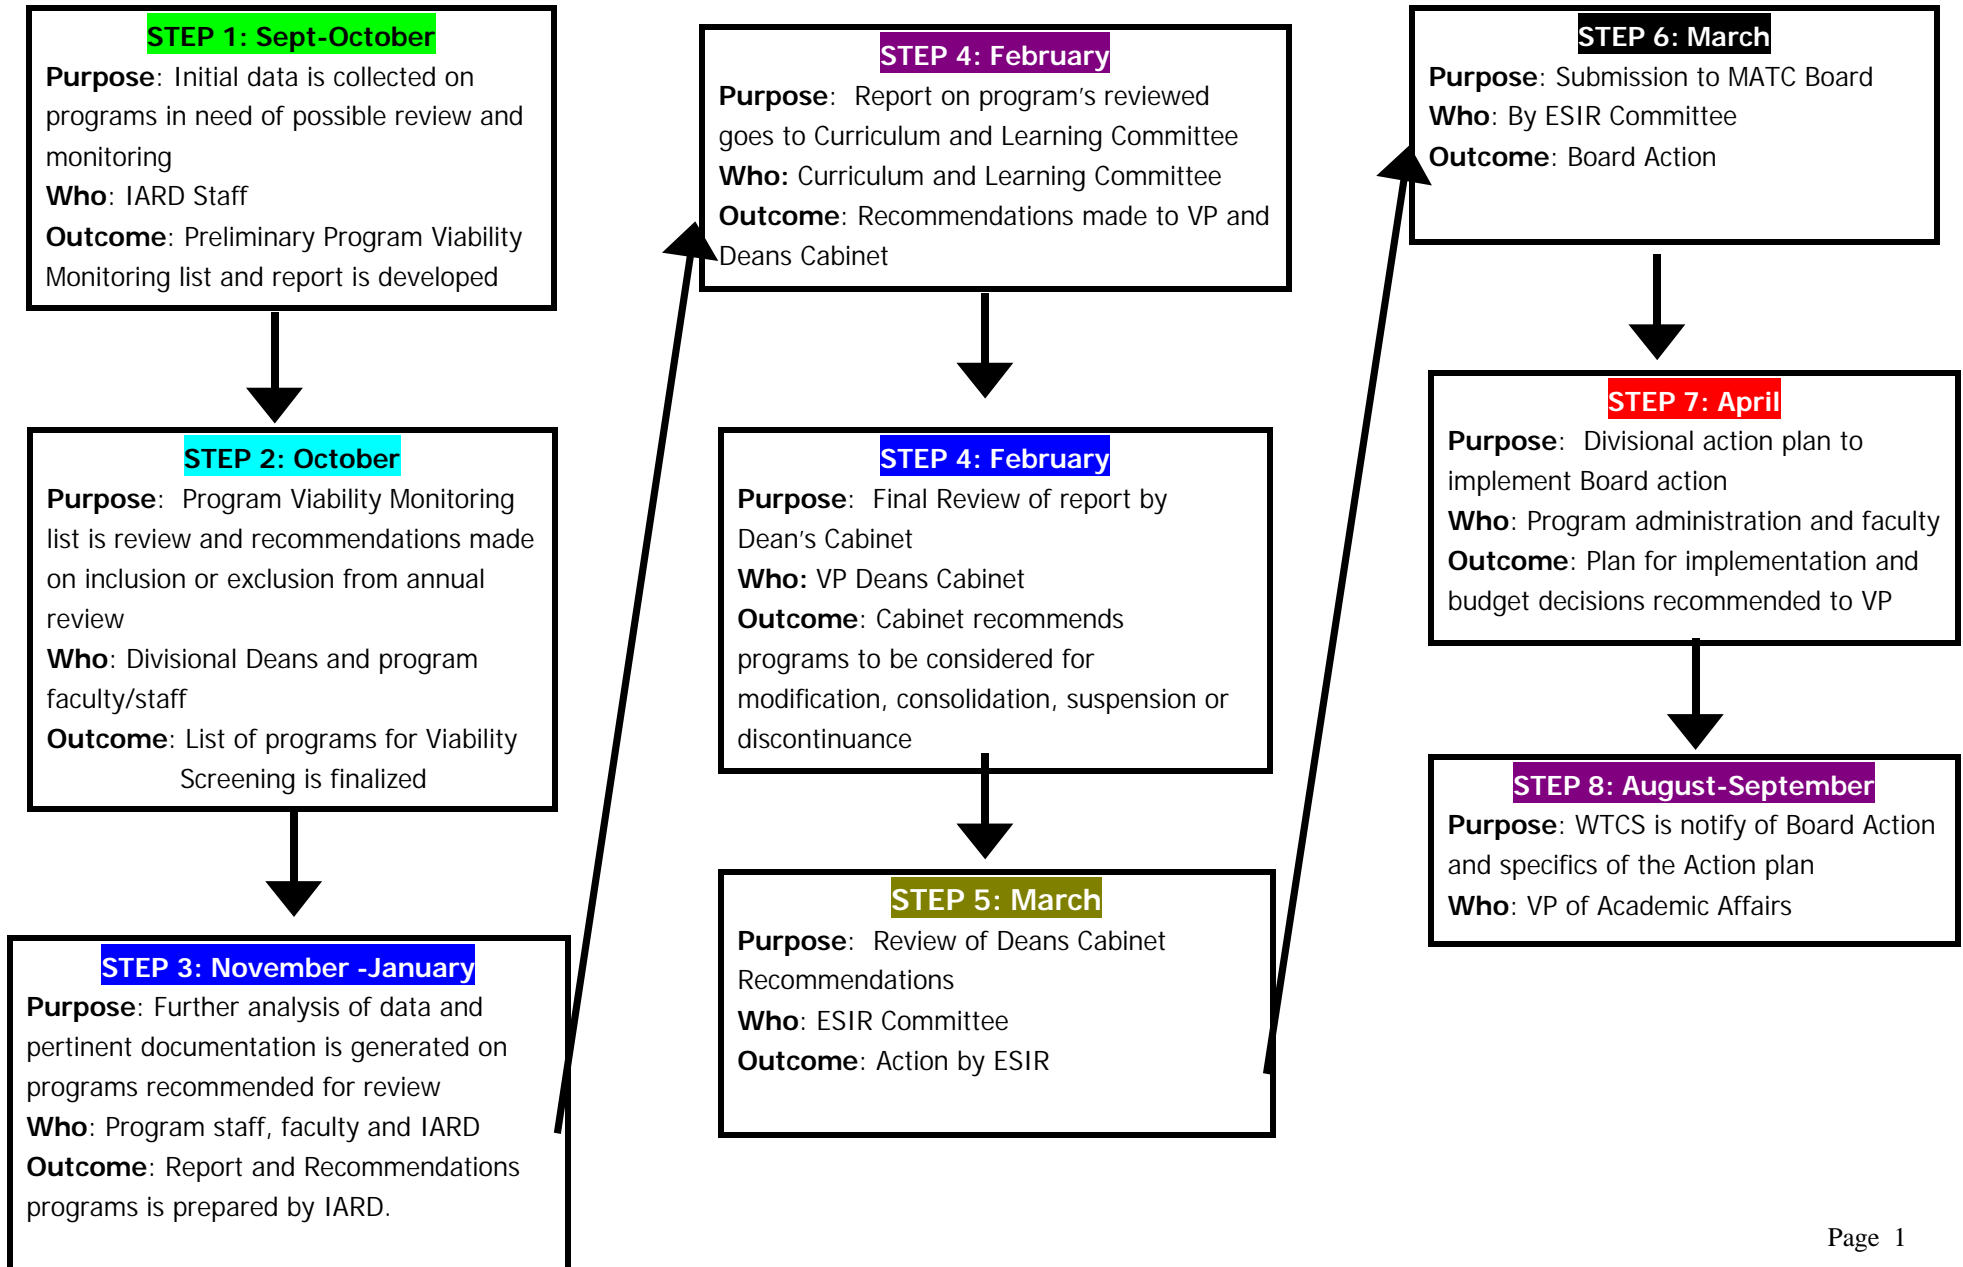 STEP 1: Sept-October
Purpose: Initial data is collected on
programs in need of possible review and
monitoring
Who: IARD Staff
Outcome: Preliminary Program Viability
Monitoring list and report is developed
STEP 2: October
Purpose: Program Viability Monitoring
list is review and recommendations made
on inclusion or exclusion from annual
review
Who: Divisional Deans and program
faculty/staff
Outcome: List of programs for Viability
Screening is finalized
STEP 3: November -January
Purpose: Further analysis of data and
pertinent documentation is generated on
programs recommended for review
Who: Program staff, faculty and IARD
Outcome: Report and Recommendations
programs is prepared by IARD.
STEP 4: February
Purpose: Report on program's reviewed
goes to Curriculum and Learning Committee
Who: Curriculum and Learning Committee
Outcome: Recommendations made to VP and
Deans Cabinet
STEP 4: February
Purpose: Final Review of report by
Dean's Cabinet
Who: VP Deans Cabinet
Outcome: Cabinet recommends
programs to be considered for
modification, consolidation, suspension or
discontinuance
STEP 5: March
Purpose: Review of Deans Cabinet
Recommendations
Who: ESIR Committee
Outcome: Action by ESIR
STEP 6: March
Purpose: Submission to MATC Board
Who: By ESIR Committee
Outcome: Board Action
STEP 7: April
Purpose: Divisional action plan to
implement Board action
Who: Program administration and faculty
Outcome: Plan for implementation and
budget decisions recommended to VP
STEP 8: August-September
Purpose: WTCS is notify of Board Action
and specifics of the Action plan
Who: VP of Academic Affairs
Page 1